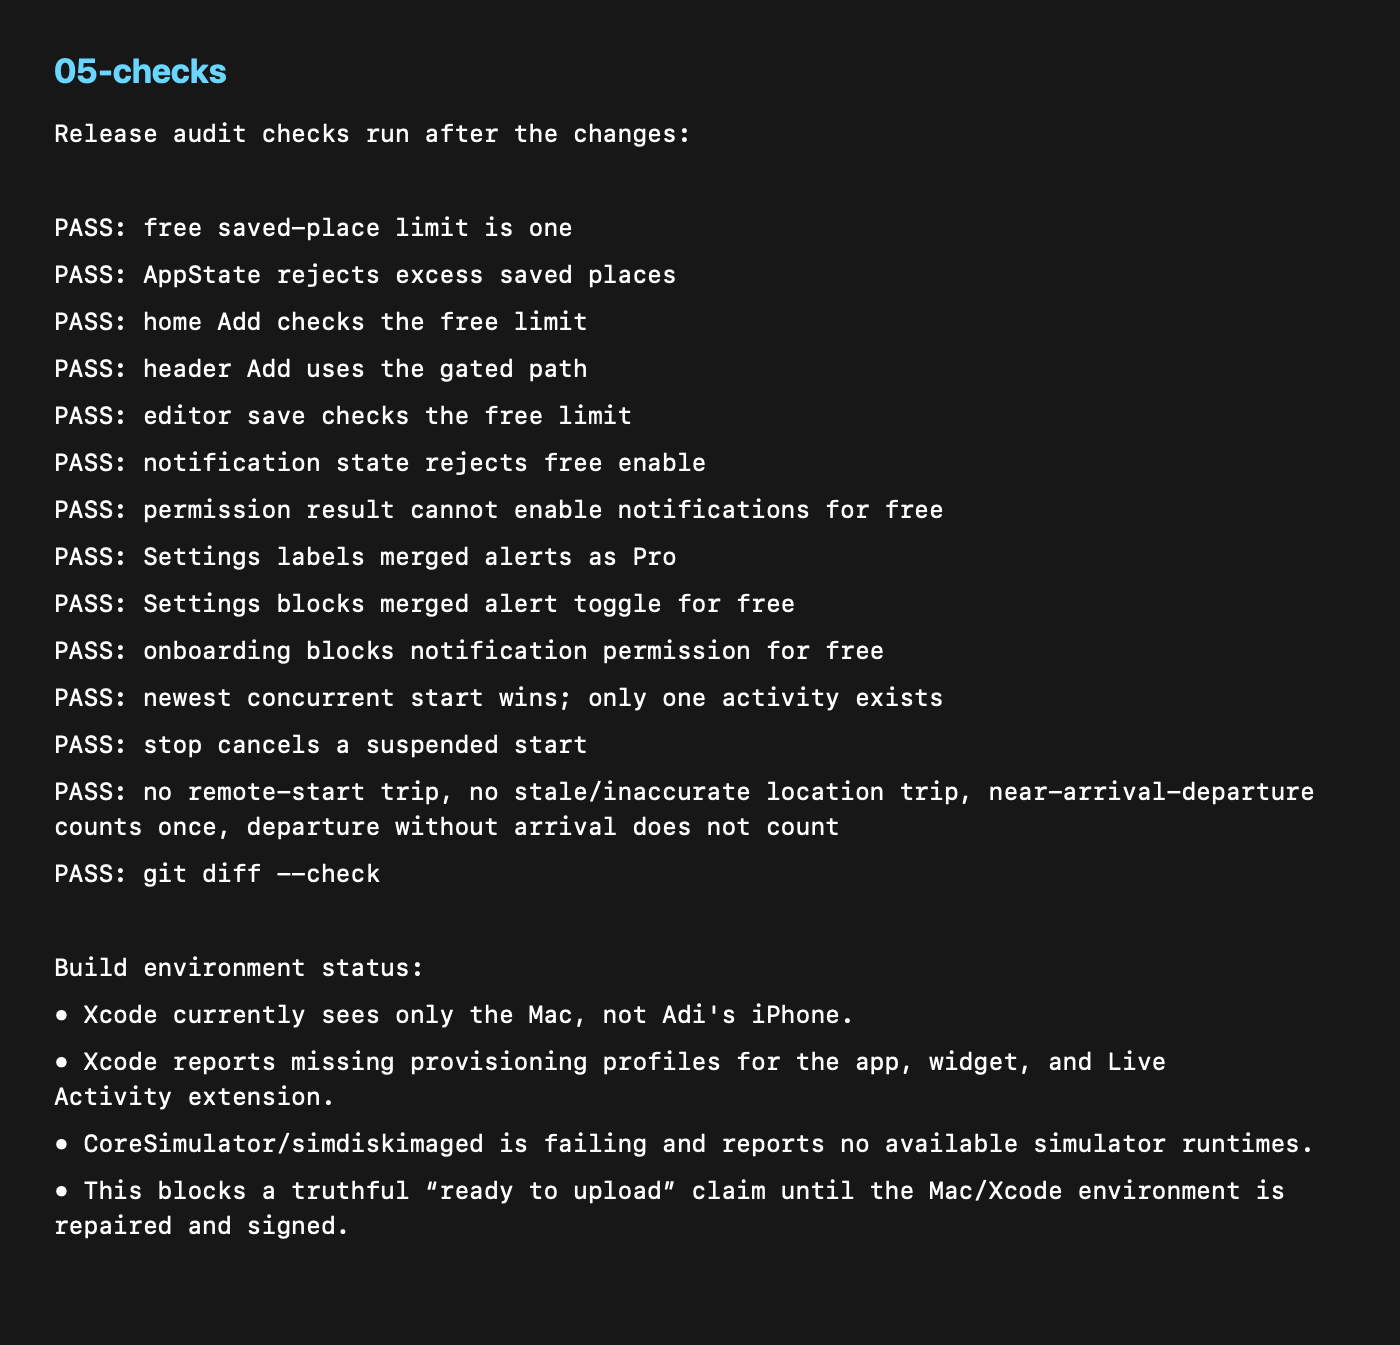 05-checks
Release audit checks run after the changes:
PASS: free saved-place limit is one
PASS: AppState rejects excess saved places
PASS: home Add checks the free limit
PASS: header Add uses the gated path
PASS: editor save checks the free limit
PASS: notification state rejects free enable
PASS: permission result cannot enable notifications for free
PASS: Settings labels merged alerts as Pro
PASS: Settings blocks merged alert toggle for free
PASS: onboarding blocks notification permission for free
PASS: newest concurrent start wins; only one activity exists
PASS: stop cancels a suspended start
PASS: no remote-start trip, no stale/inaccurate location trip, near-arrival-departure
counts once, departure without arrival does not count
PASS: git diff --check
Build environment status:
• Xcode currently sees only the Mac, not Adi's iPhone.
• Xcode reports missing provisioning profiles for the app, widget, and Live
Activity extension.
• CoreSimulator/simdiskimaged is failing and reports no available simulator runtimes.
• This blocks a truthful “ready to upload” claim until the Mac/Xcode environment is
repaired and signed.